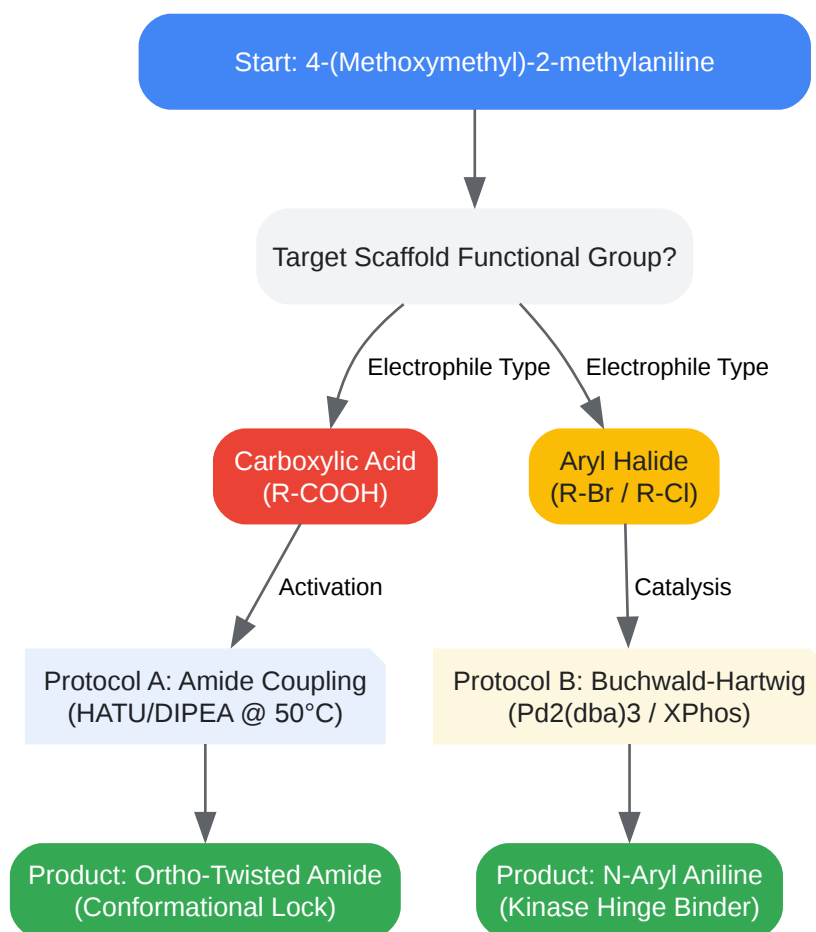 Start: 4-(Methoxymethyl)-2-methylaniline
Target Scaffold Functional Group?
Electrophile Type
Electrophile Type
Carboxylic Acid
(R-COOH)
Aryl Halide
(R-Br / R-Cl)
Activation
Catalysis
Protocol A: Amide Coupling
(HATU/DIPEA @ 50°C)
Protocol B: Buchwald-Hartwig
(Pd2(dba)3 / XPhos)
Product: Ortho-Twisted Amide
(Conformational Lock)
Product: N-Aryl Aniline
(Kinase Hinge Binder)